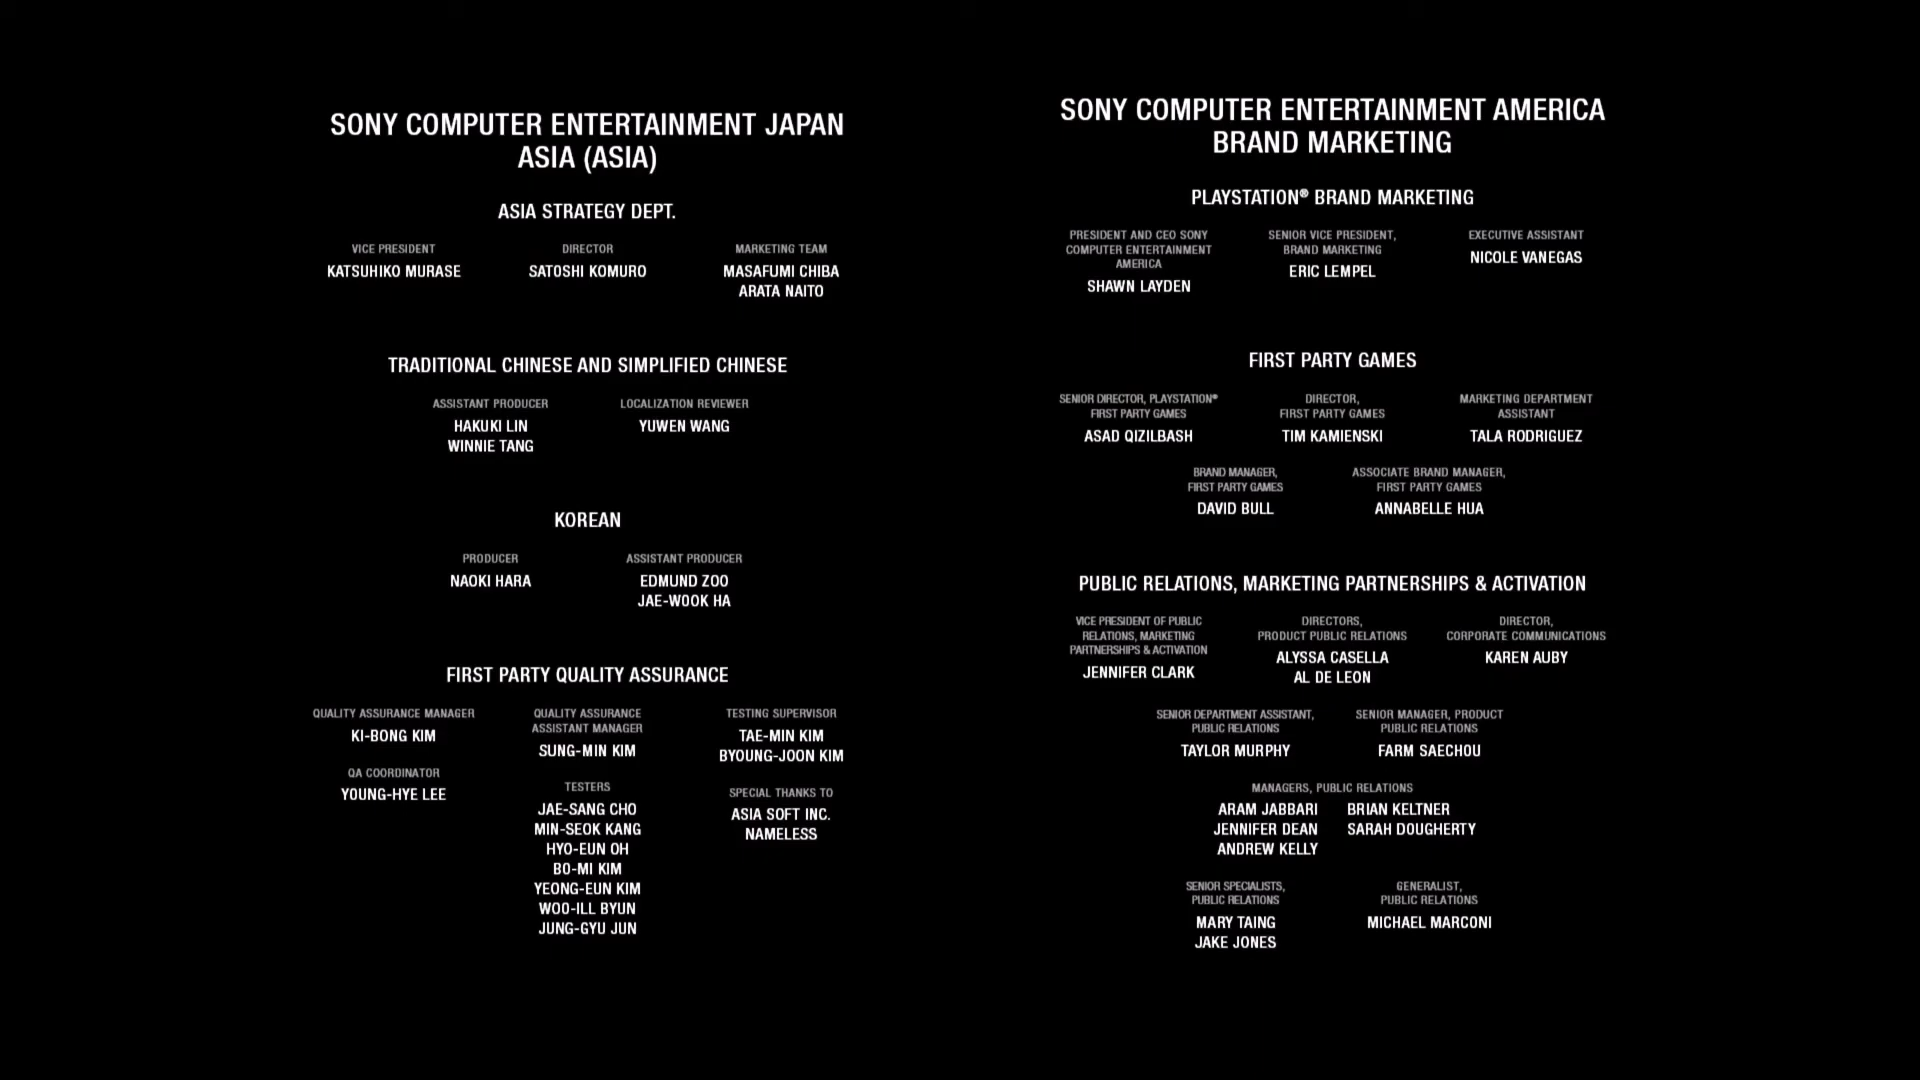 SONY COMPUTER ENTERTAINMENT JAPAN
ASIA (ASIA)
ASIA STRATEGY DEPT.
VICE PRESIDENT
KATSUHIKO MURASE
DIRECTOR
SATOSHI KOMURO
MARKETING TEAM
MASAFUMI CHIBA
ARATA NAITO
TRADITIONAL CHINESE AND SIMPLIFIED CHINESE
ASSISTANT PRODUCER
HAKUKI LIN
WINNIE TANG
LOCALIZATION REVIEWER
YUWEN WANG
KOREAN
PRODUCER
NAOKI HARA
ASSISTANT PRODUCER
EDMUND ZOO
JAE-WOOK HA
FIRST PARTY QUALITY ASSURANCE
QUALITY ASSURANCE MANAGER
KI-BONG KIM
QA COORDINATOR
YOUNG-HYE LEE
QUALITY ASSURANCE
ASSISTANT MANAGER
SUNG-MIN KIM
TESTERS
JAE-SANG CHO
MIN-SEOK KANG
HYO-EUN OH
BO-MI KIM
YEONG-EUN KIM
WOO-ILL BYUN
JUNG-GYU JUN
TESTING SUPERVISOR
TAE-MIN KIM
BYOUNG-JOON KIM
SPECIAL THANKS TO
ASIA SOFT INC.
NAMELESS
SONY COMPUTER ENTERTAINMENT AMERICA
BRAND MARKETING
PLAYSTATION® BRAND MARKETING
PRESIDENT AND CEO SONY
COMPUTER ENTERTAINMENT
AMERICA
SHAWN LAYDEN
SENIOR VICE PRESIDENT,
BRAND MARKETING
ERIC LEMPEL
EXECUTIVE ASSISTANT
NICOLE VANEGAS
FIRST PARTY GAMES
SENIOR DIRECTOR, PLAYSTATION®
FIRST PARTY GAMES
ASAD QIZILBASH
DIRECTOR,
FIRST PARTY GAMES
TIM KAMIENSKI
MARKETING DEPARTMENT
ASSISTANT
TALA RODRIGUEZ
BRAND MANAGER,
FIRST PARTY GAMES
DAVID BULL
ASSOCIATE BRAND MANAGER,
FIRST PARTY GAMES
ANNABELLE HUA
PUBLIC RELATIONS, MARKETING PARTNERSHIPS & ACTIVATION
VICE PRESIDENT OF PUBLIC
RELATIONS, MARKETING
PARTNERSHIPS & ACTIVATION
JENNIFER CLARK
DIRECTORS,
PRODUCT PUBLIC RELATIONS
ALYSSA CASELLA
AL DE LEON
DIRECTOR,
CORPORATE COMMUNICATIONS
KAREN AUBY
SENIOR DEPARTMENT ASSISTANT,
PUBLIC RELATIONS
TAYLOR MURPHY
SENIOR MANAGER, PRODUCT
PUBLIC RELATIONS
FARM SAECHOU
MANAGERS, PUBLIC RELATIONS
ARAM JABBARI
JENNIFER DEAN
ANDREW KELLY
BRIAN KELTNER
SARAH DOUGHERTY
SENIOR SPECIALISTS,
PUBLIC RELATIONS
MARY TAING
JAKE JONES
GENERALIST,
PUBLIC RELATIONS
MICHAEL MARCONI